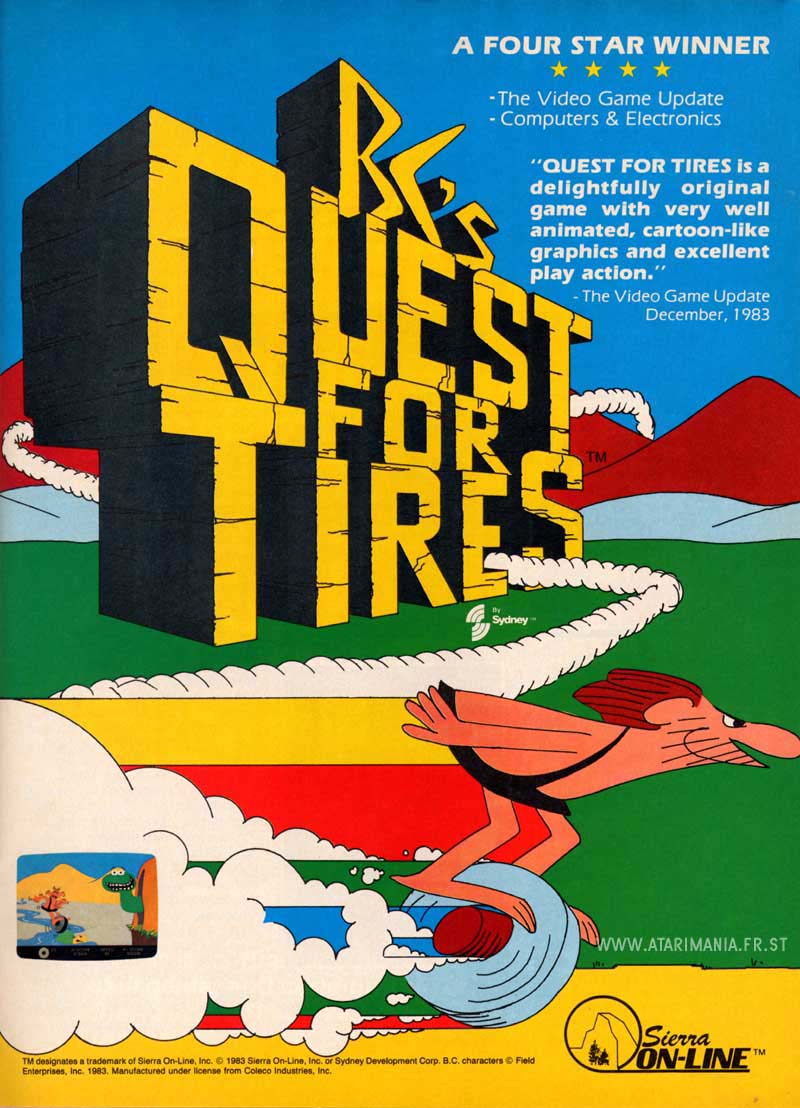 A FOUR STAR WINNER
- The Video Game Update
- Computers & Electronics
"QUEST FOR TIRES is a
delightfully original
game with very well
animated, cartoon-like
graphics and excellent
play action."
- The Video Game Update
December, 1983
BC's
QUEST
FOR
TIRES TM
By
Sydney TM
WWW.ATARIMANIA.FR.ST
Sierra
ON-LINE TM
TM designates a trademark of Sierra On-Line, Inc. © 1983 Sierra On-Line, Inc. or Sydney Development Corp. B.C. characters © Field
Enterprises, Inc. 1983. Manufactured under license from Coleco Industries, Inc.